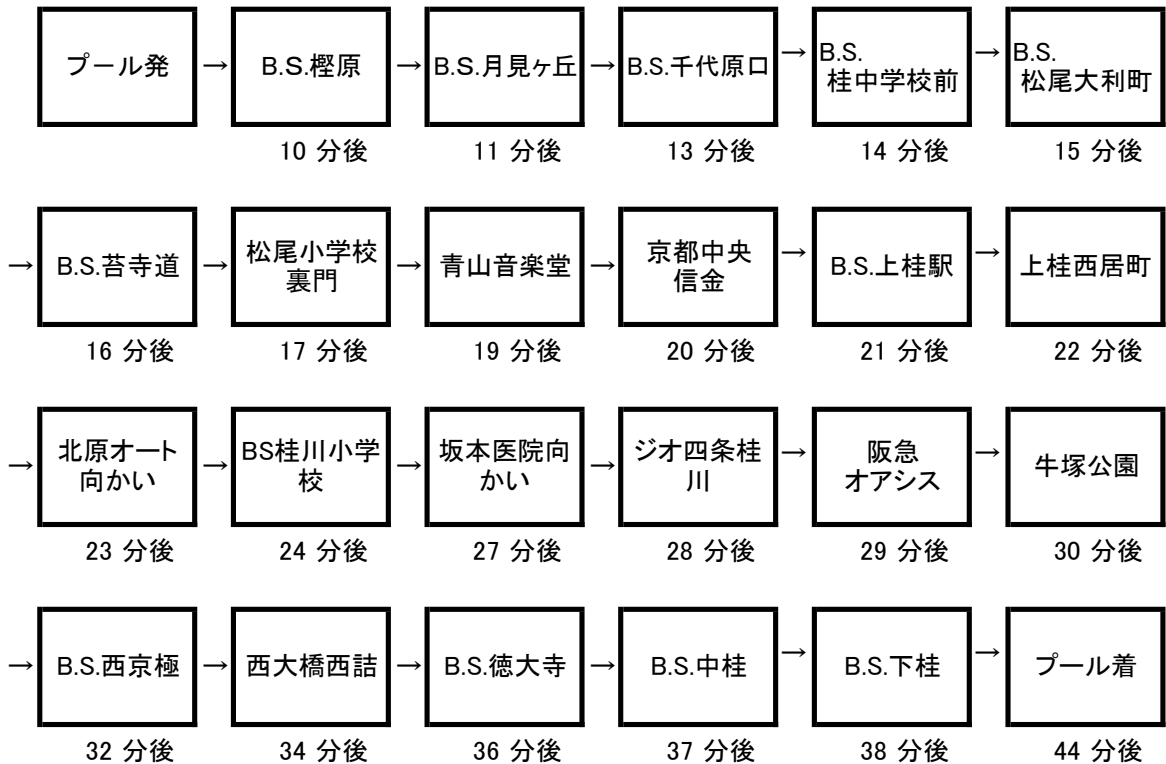 プール発 → B.S.樫原 → B.S.月見ヶ丘 → B.S.千代原口 → B.S. → B.S.
桂中学校前 松尾大利町
10 分後 11 分後 13 分後 14 分後 15 分後
→ B.S.苔寺道 → 松尾小学校 → 青山音楽堂 → 京都中央 → B.S.上桂駅 → 上桂西居町
裏門 信金
16 分後 17 分後 19 分後 20 分後 21 分後 22 分後
→ 北原オート → BS桂川小学 → 坂本医院向 → ジオ四条桂 → 阪急 → 牛塚公園
向かい 校 かい 川 オアシス
23 分後 24 分後 27 分後 28 分後 29 分後 30 分後
→ B.S.西京極 → 西大橋西詰 → B.S.徳大寺 → B.S.中桂 → B.S.下桂 → プール着
32 分後 34 分後 36 分後 37 分後 38 分後 44 分後